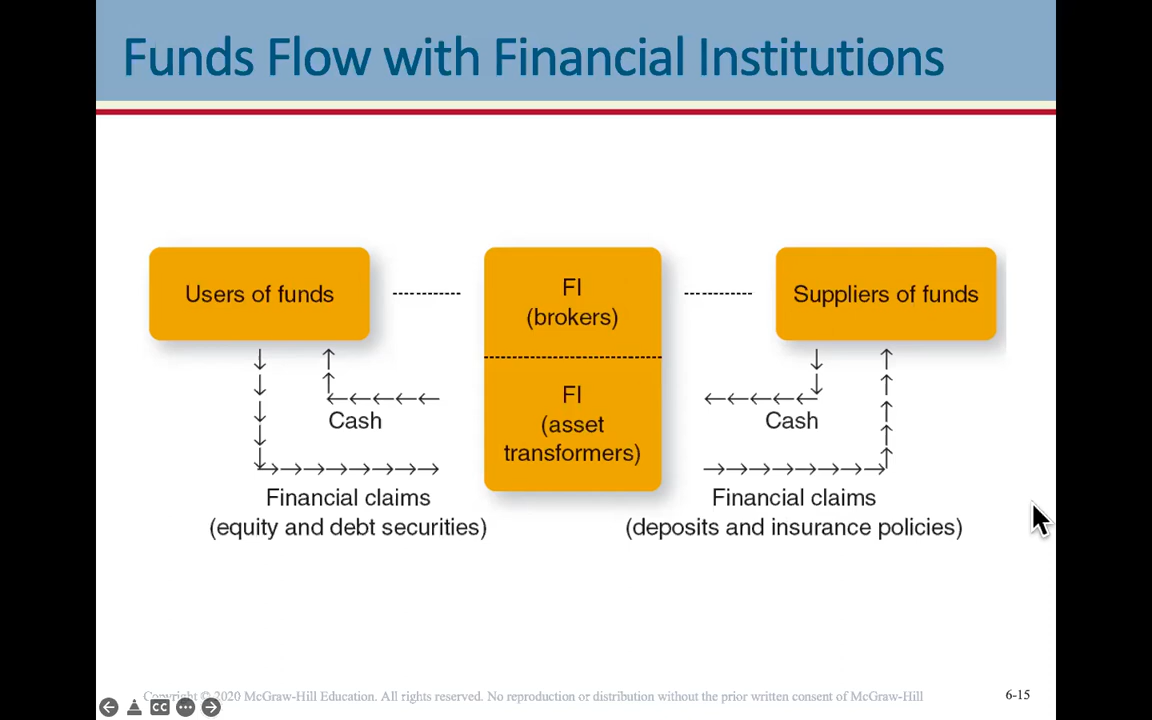 Funds Flow with Financial Institutions
Users of funds
FI
(brokers)
Suppliers of funds
FI
(asset
transformers)
Cash
Cash
Financial claims
(equity and debt securities)
Financial claims
(deposits and insurance policies)
Copyright © 2020 McGraw-Hill Education. All rights reserved. No reproduction or distribution without the prior written consent of McGraw-Hill
6-15
CC